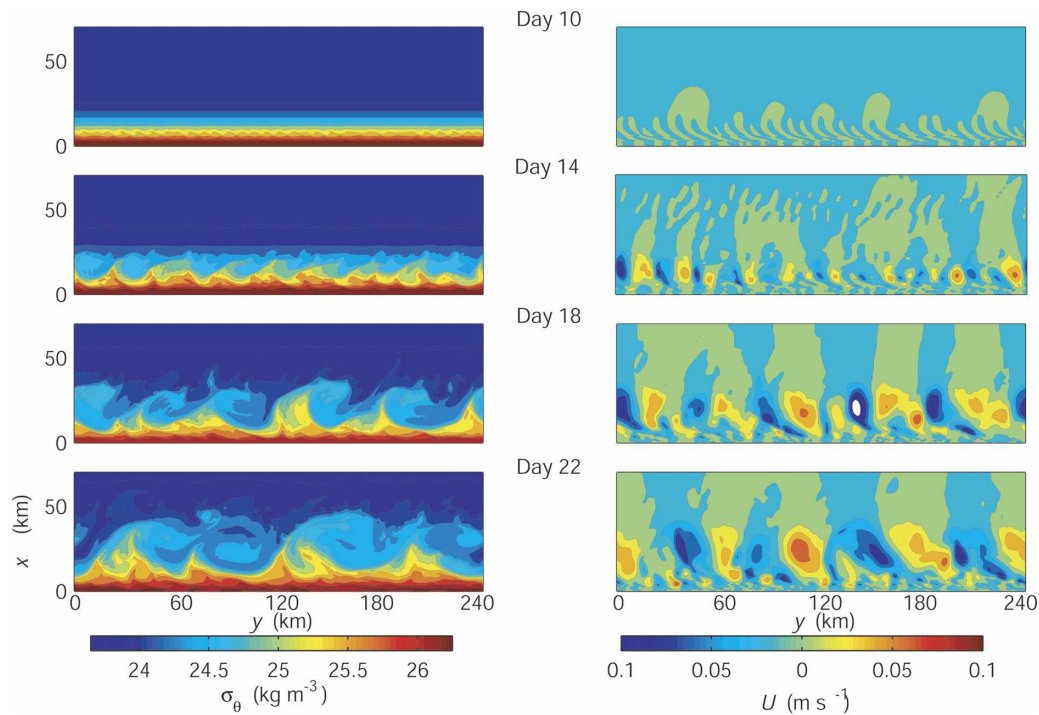 Day 10
50
0
Day 14
50
0
Day 18
50
0
Day 22
50
0
x (km)
0 60 120 180 240
y (km)
0 60 120 180 240
y (km)
24 24.5 25 25.5 26
σθ (kg m-3)
0.1 0.05 0 0.05 0.1
U (m s-1)